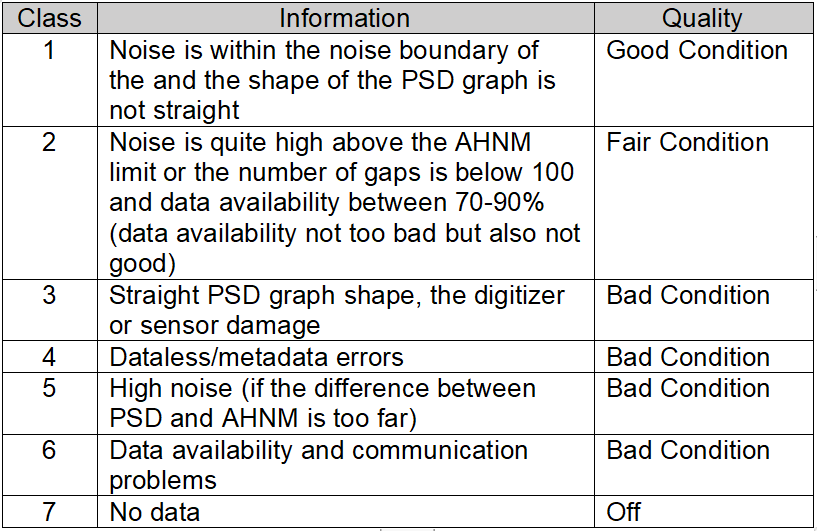 Class Information Quality
1 Noise is within the noise boundary of Good Condition
the and the shape of the PSD graph is
not straight
2 Noise is quite high above the AHNM Fair Condition
limit or the number of gaps is below 100
and data availability between 70-90%
(data availability not too bad but also not
good)
3 Straight PSD graph shape, the digitizer Bad Condition
or sensor damage
4 Dataless/metadata errors Bad Condition
5 High noise (if the difference between Bad Condition
PSD and AHNM is too far)
6 Data availability and communication Bad Condition
problems
7 No data Off